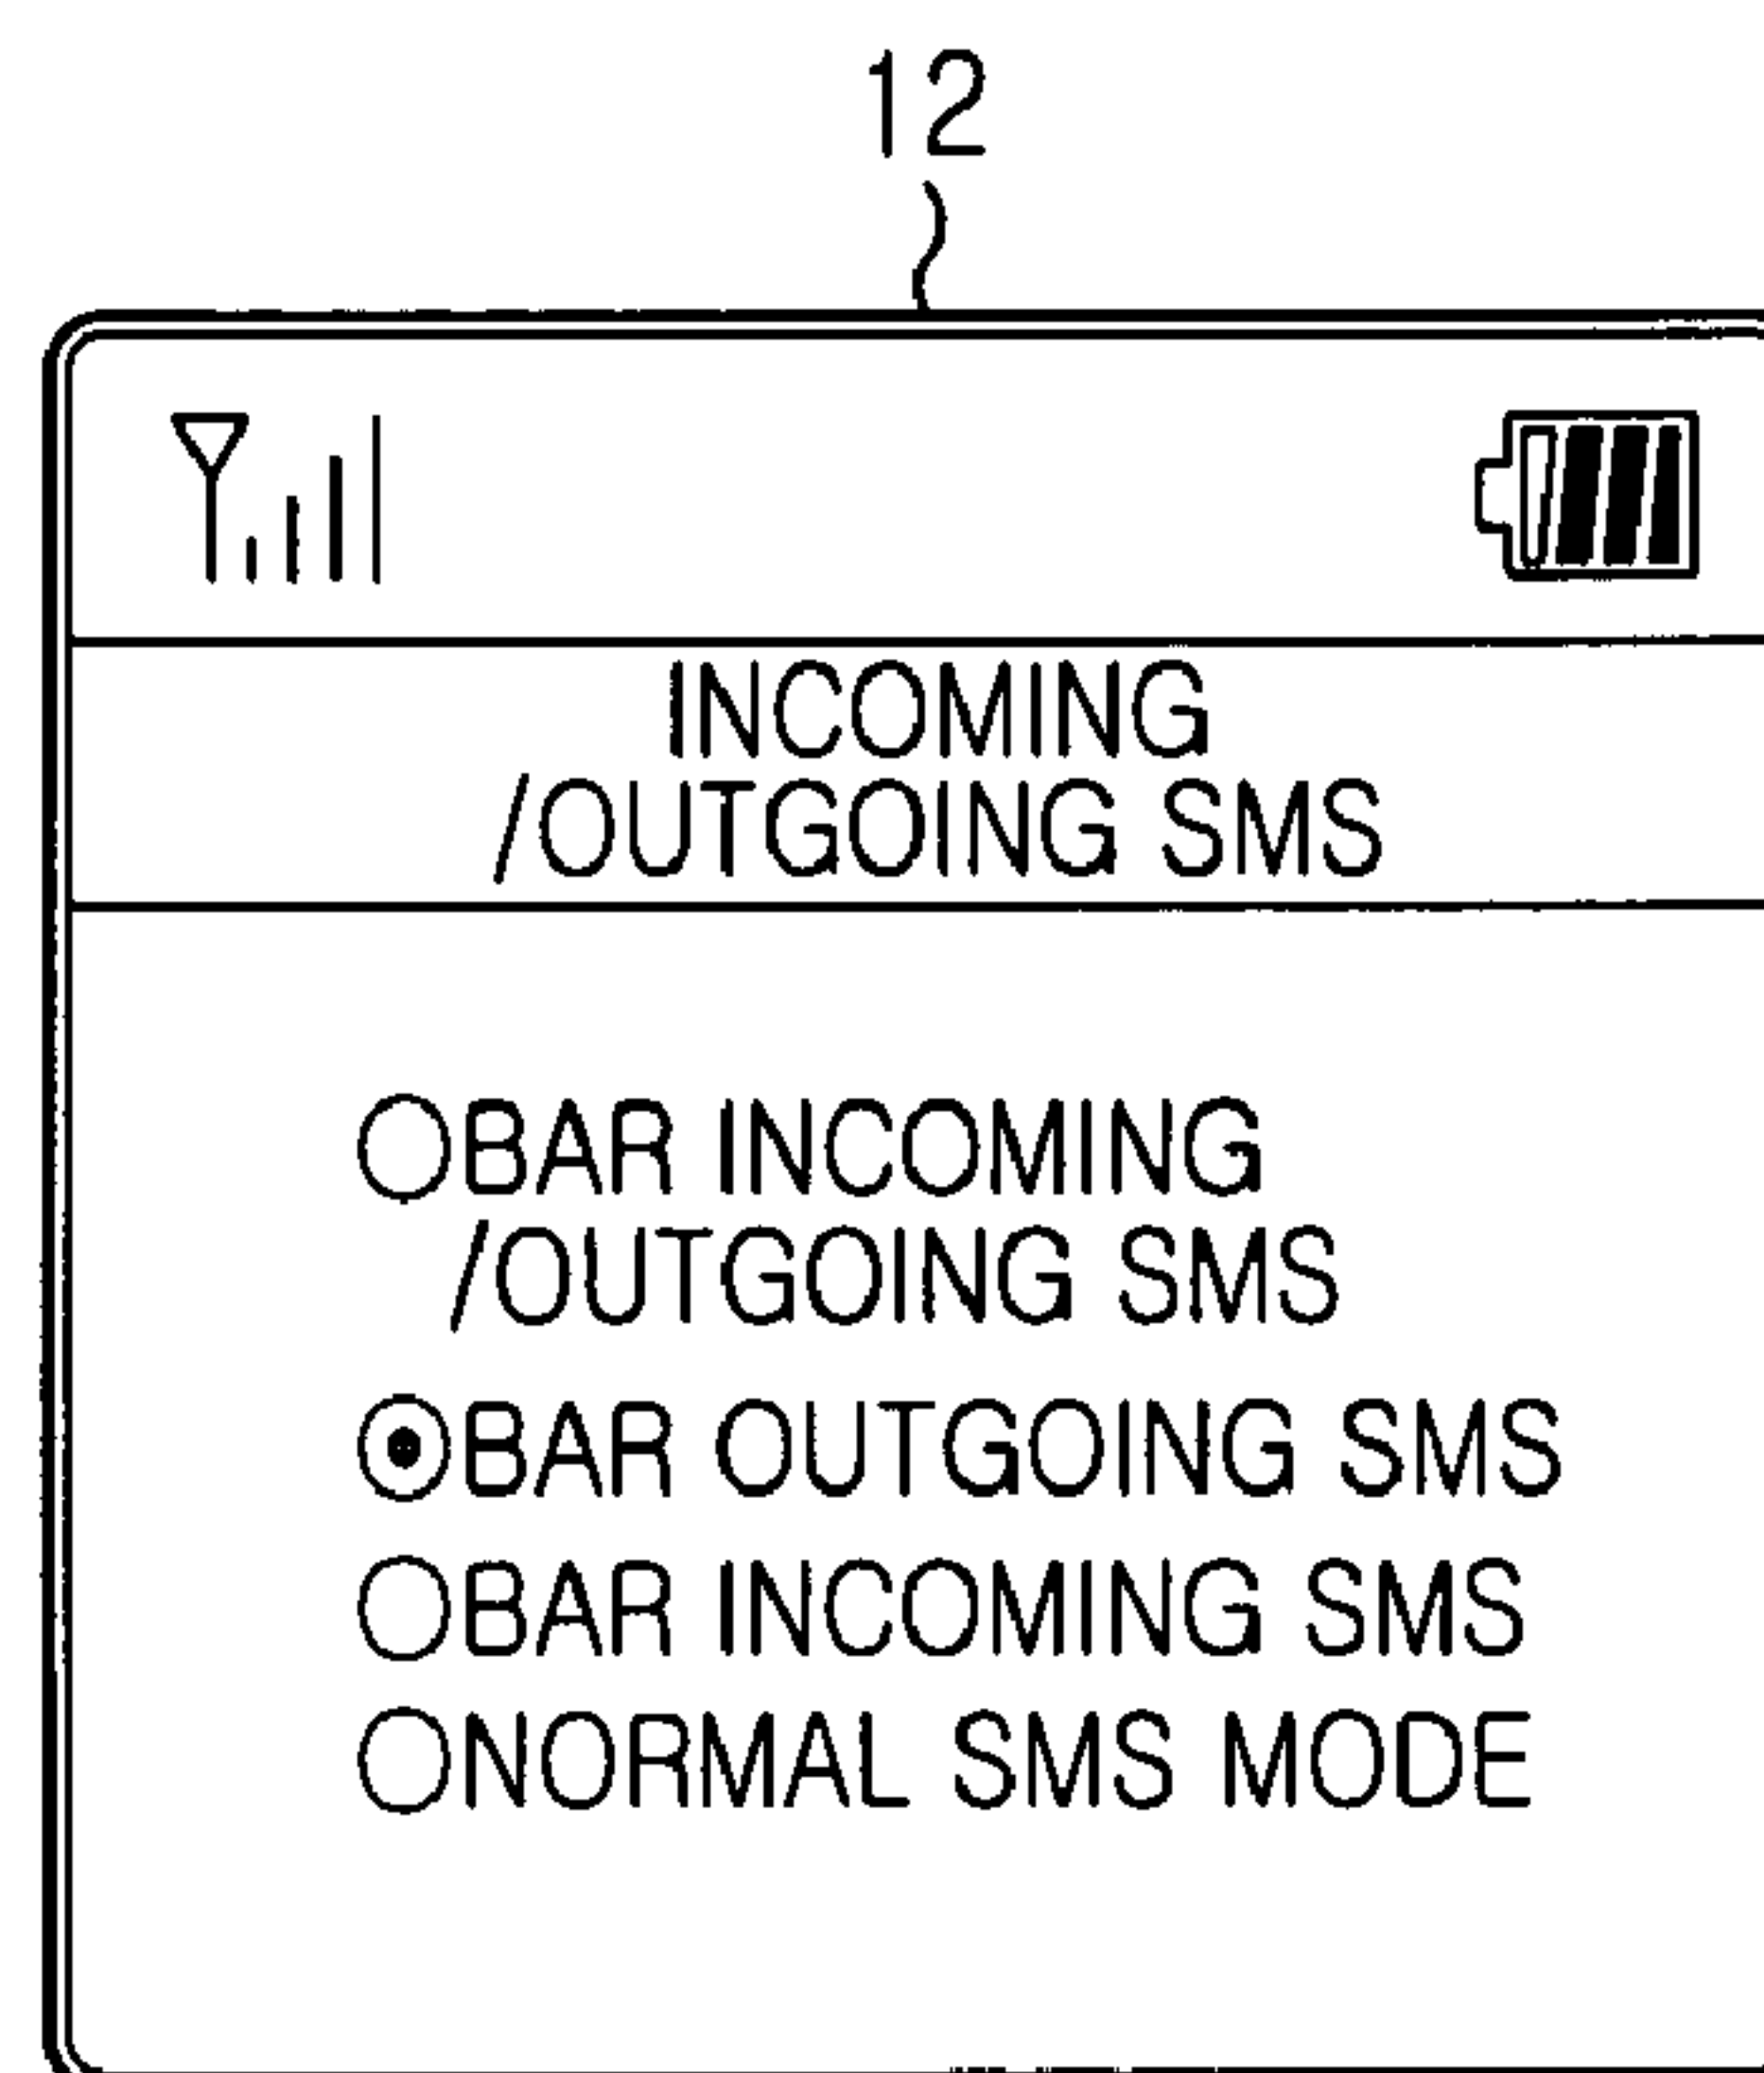 12
INCOMING
/OUTGOING SMS
BAR INCOMING
/OUTGOING SMS
BAR OUTGOING SMS
BAR INCOMING SMS
NORMAL SMS MODE